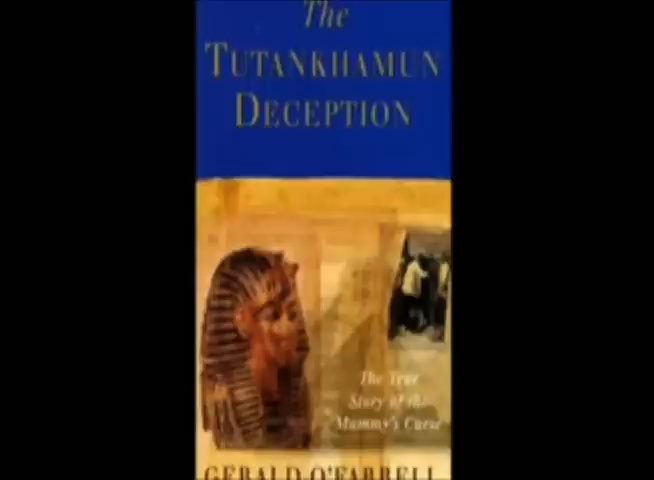 The
TUTANKHAMUN
DECEPTION
The True
Story of the
Mummy's Curse
GERALD O'FARRELL